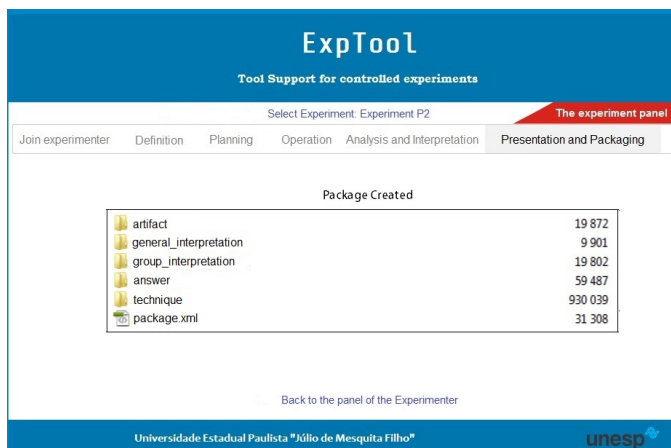 ExpTool
Tool Support for controlled experiments
Select Experiment: Experiment P2
The experiment panel
Join experimenter Definition Planning Operation Analysis and Interpretation Presentation and Packaging
Package Created
artifact 19 872
general_interpretation 9 901
group_interpretation 19 802
answer 59 487
technique 930 039
package.xml 31 308
Back to the panel of the Experimenter
Universidade Estadual Paulista "Júlio de Mesquita Filho"
unesp